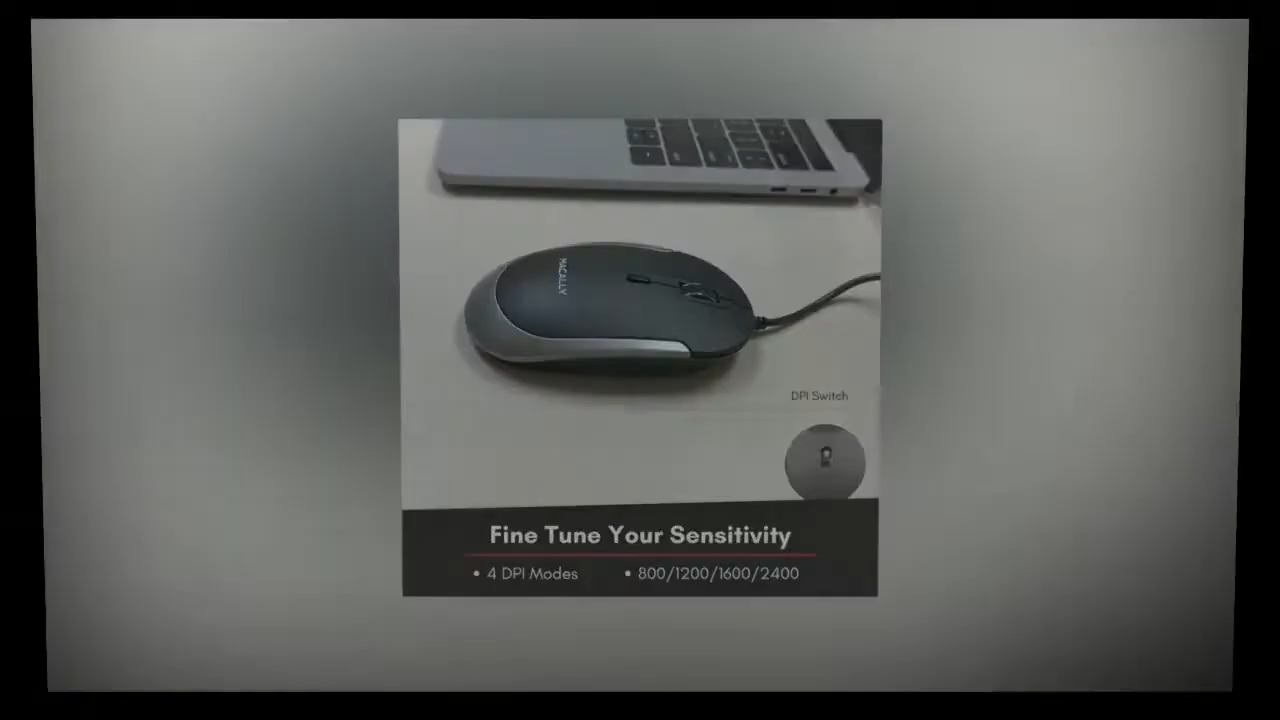 MACALLY
DPI Switch
Fine Tune Your Sensitivity
• 4 DPI Modes • 800/1200/1600/2400